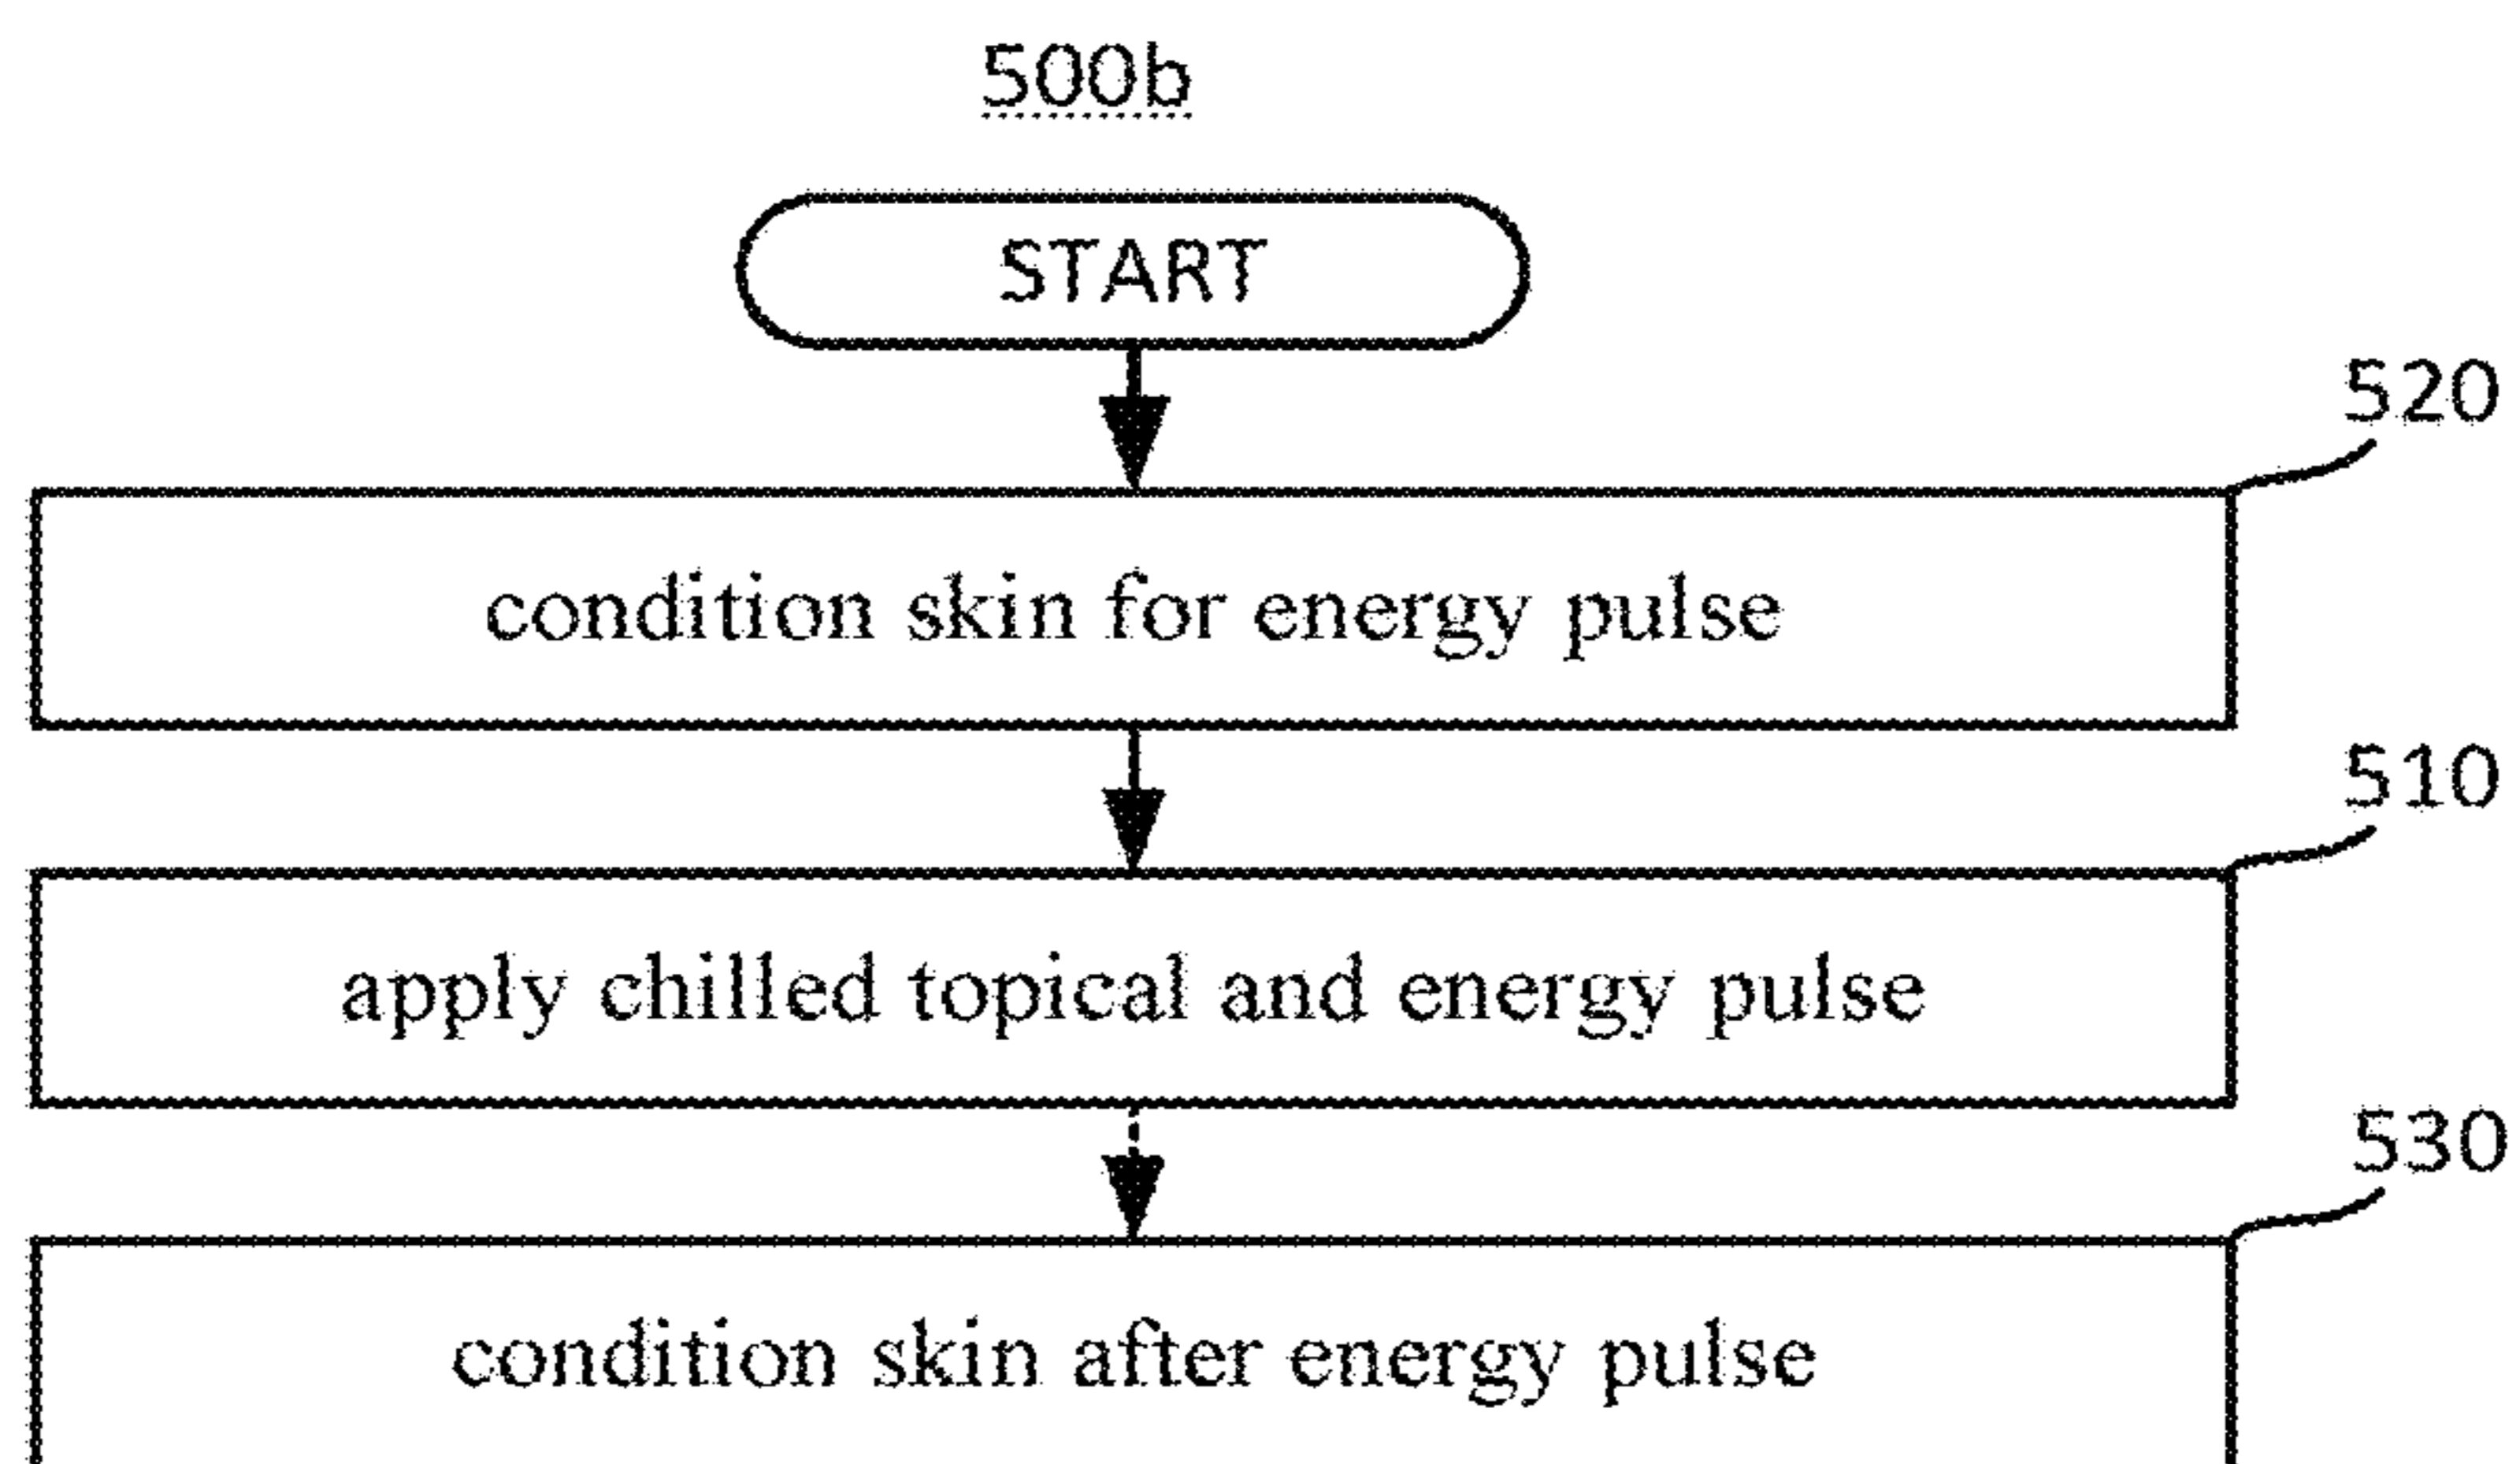 500b
START
520
condition skin for energy pulse
510
apply chilled topical and energy pulse
530
condition skin after energy pulse